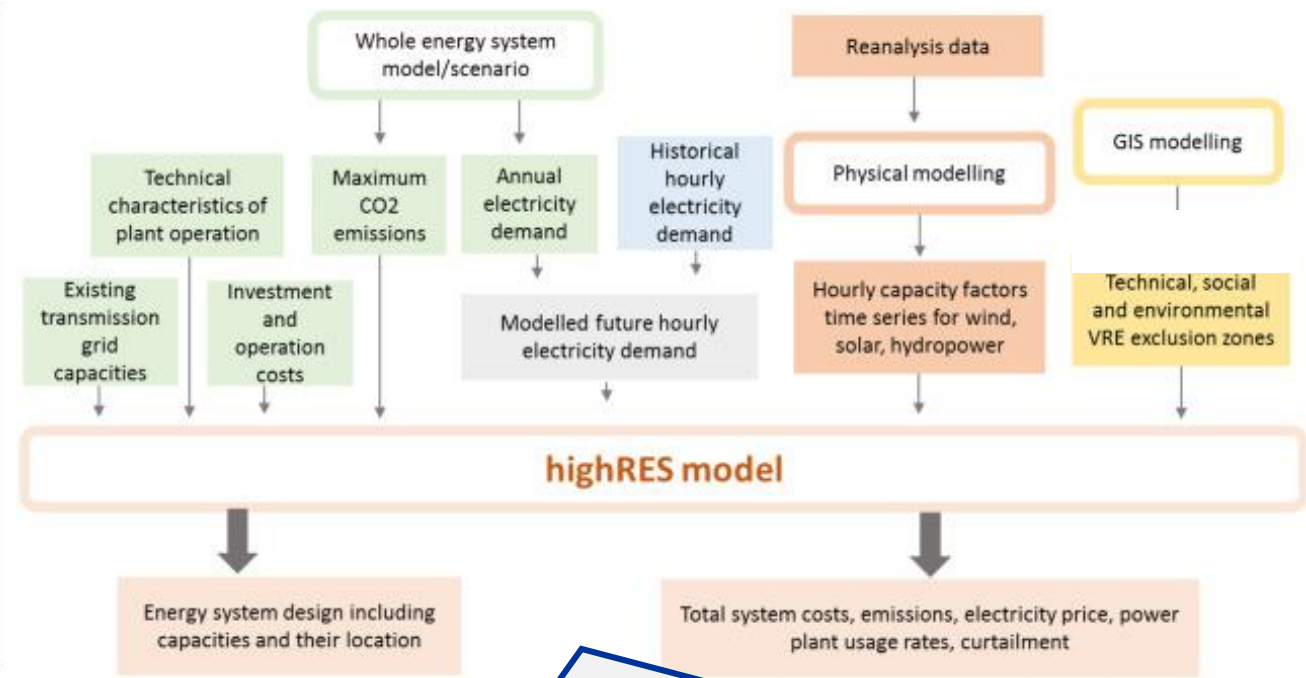 Whole energy system
model/scenario
Reanalysis data
GIS modelling
Physical modelling
Technical
characteristics of
plant operation
Maximum
CO2
emissions
Annual
electricity
demand
Historical
hourly
electricity
demand
Existing
transmission
grid
capacities
Investment
and
operation
costs
Modelled future hourly
electricity demand
Hourly capacity factors
time series for wind,
solar, hydropower
Technical, social
and environmental
VRE exclusion zones
highRES model
Energy system design including
capacities and their location
Total system costs, emissions, electricity price, power
plant usage rates, curtailment